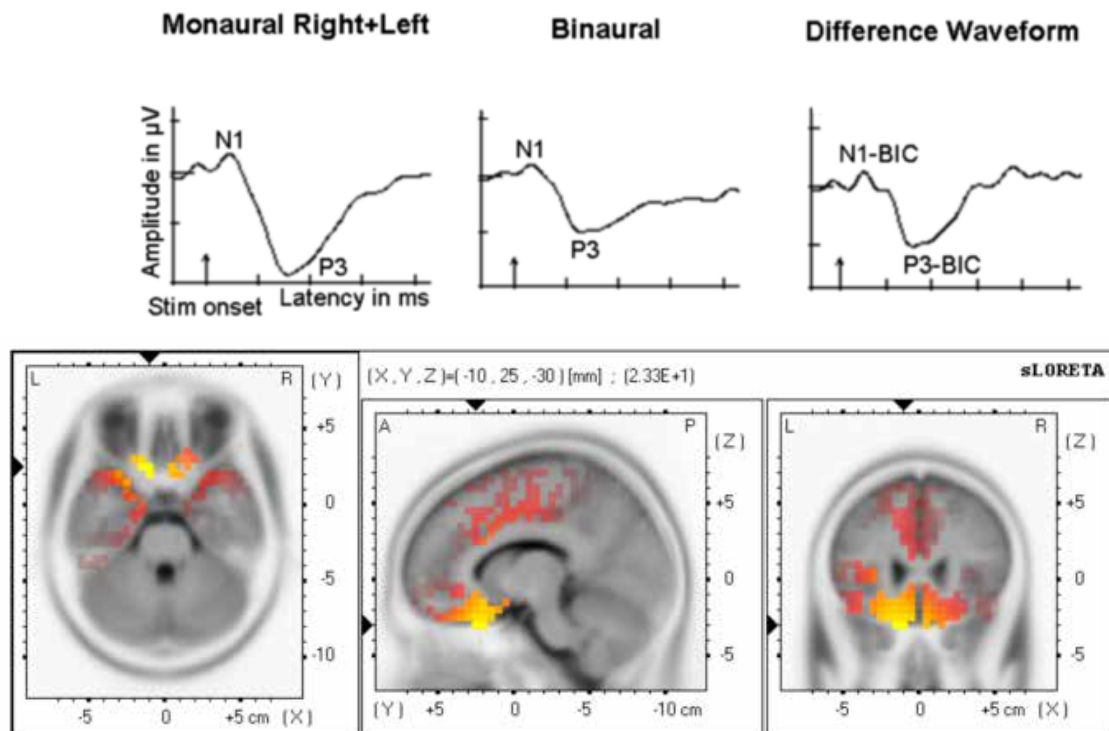 Monaural Right+Left
Binaural
Difference Waveform
Amplitude in µV
N1
P3
Stim onset
Latency in ms
N1
P3
N1-BIC
P3-BIC
(X,Y,Z)=(-10,25,-30)[mm] ; (2.33E+1)
sLORETA
L R (Y)
+5
0
-5
-10
-5 0 +5 cm (X)
A P (Z)
+5
0
-5
(Y) +5 0 -5 -10 cm
L R (Z)
+5
0
-5
-5 0 +5 cm (X)